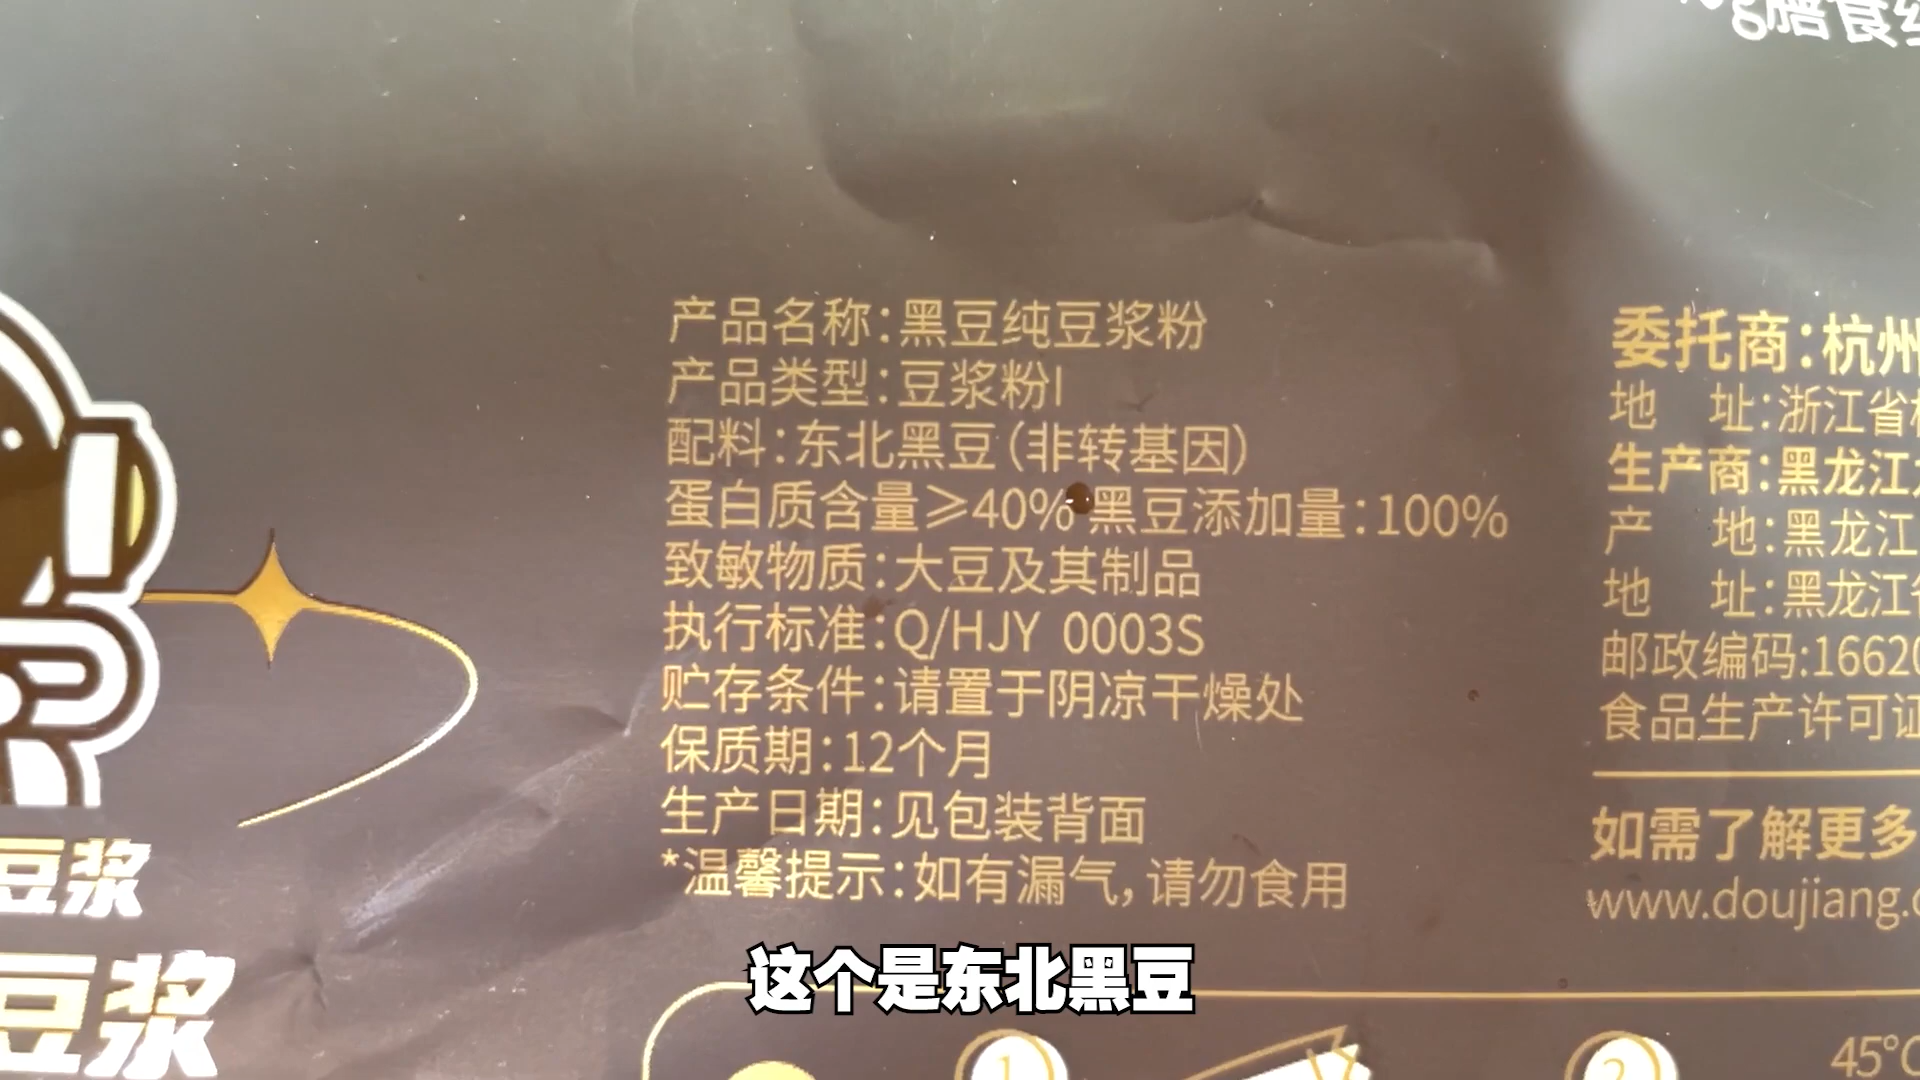 g膳食
产品名称:黑豆纯豆浆粉
产品类型:豆浆粉I
配料:东北黑豆(非转基因)
蛋白质含量≥40% 黑豆添加量:100%
致敏物质:大豆及其制品
执行标准:Q/HJY 0003S
贮存条件:请置于阴凉干燥处
保质期:12个月
生产日期:见包装背面
*温馨提示:如有漏气,请勿食用
委托商:杭州
地 址:浙江省
生产商:黑龙江
产 地:黑龙江
地 址:黑龙江
邮政编码:1662
食品生产许可证
如需了解更多
www.doujiang.
豆浆
豆浆
这个是东北黑豆
1
2
45°C